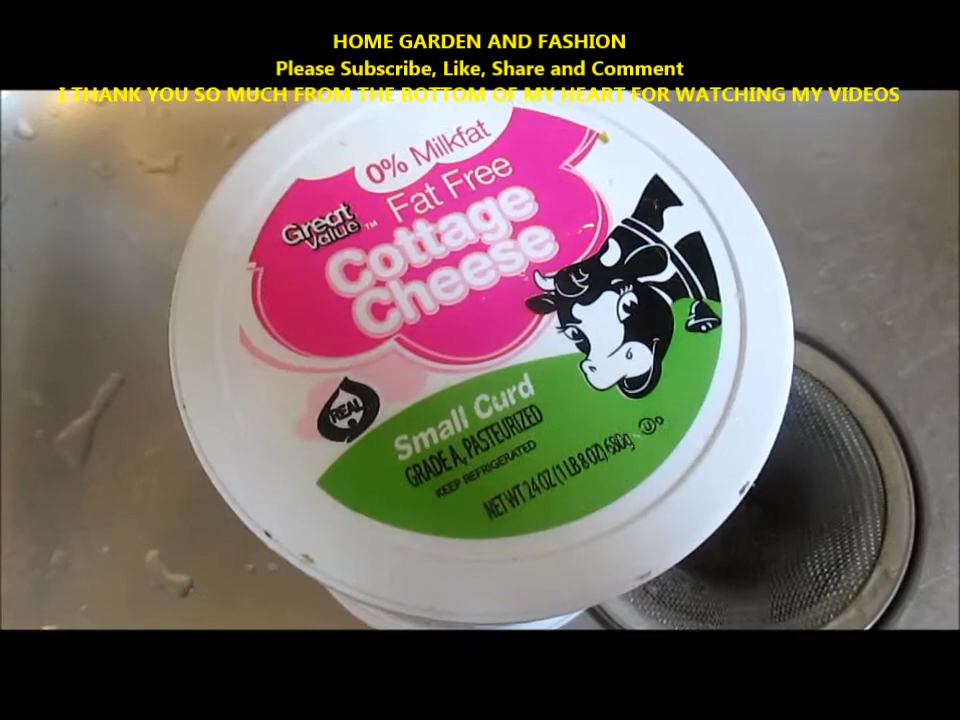 HOME GARDEN AND FASHION
Please Subscribe, Like, Share and Comment
I THANK YOU SO MUCH FROM THE BOTTOM OF MY HEART FOR WATCHING MY VIDEOS
0% Milkfat
Great Value™
Fat Free
Cottage
Cheese
REAL
Small Curd
GRADE A, PASTEURIZED
KEEP REFRIGERATED
NET WT 24 OZ (1 LB 8 OZ) 680g
U D